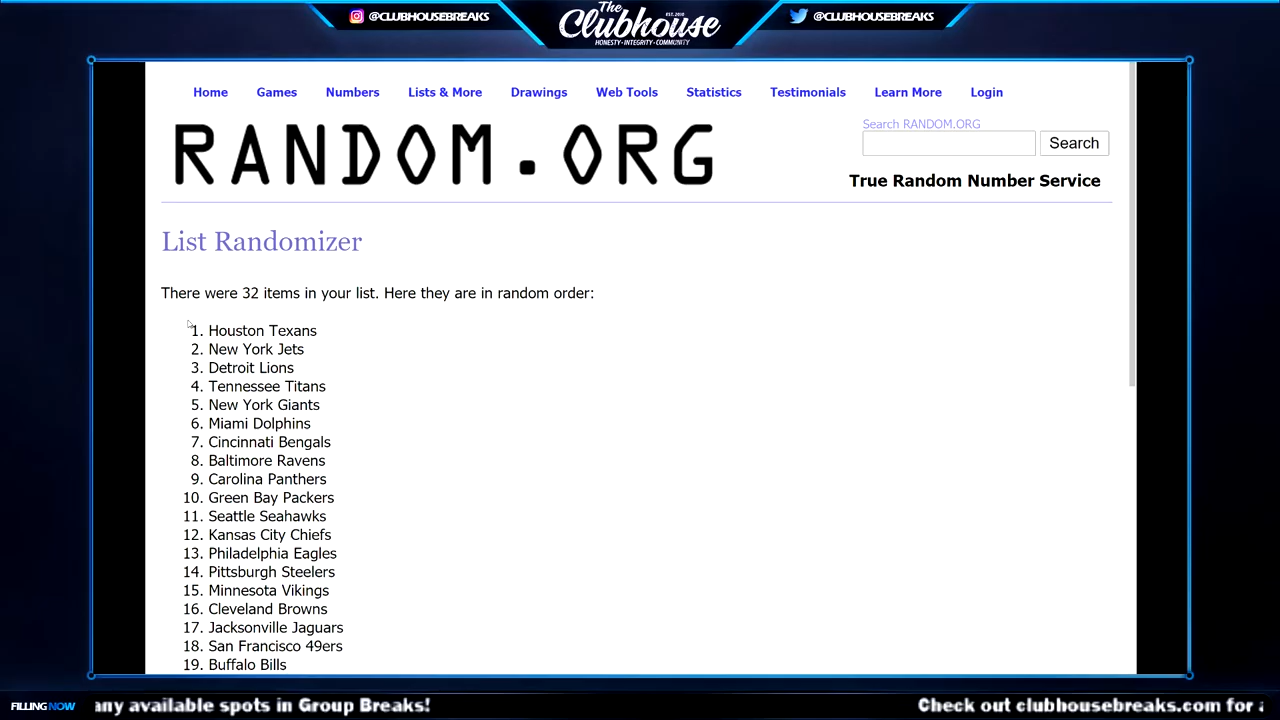 @CLUBHOUSEBREAKS
The
Clubhouse
EST. 2010
HONESTY • INTEGRITY • COMMUNITY
@CLUBHOUSEBREAKS
Home Games Numbers Lists & More Drawings Web Tools Statistics Testimonials Learn More Login
RANDOM.ORG
Search RANDOM.ORG
Search
True Random Number Service
List Randomizer
There were 32 items in your list. Here they are in random order:
1. Houston Texans
2. New York Jets
3. Detroit Lions
4. Tennessee Titans
5. New York Giants
6. Miami Dolphins
7. Cincinnati Bengals
8. Baltimore Ravens
9. Carolina Panthers
10. Green Bay Packers
11. Seattle Seahawks
12. Kansas City Chiefs
13. Philadelphia Eagles
14. Pittsburgh Steelers
15. Minnesota Vikings
16. Cleveland Browns
17. Jacksonville Jaguars
18. San Francisco 49ers
19. Buffalo Bills
FILLING NOW any available spots in Group Breaks! Check out clubhousebreaks.com for a